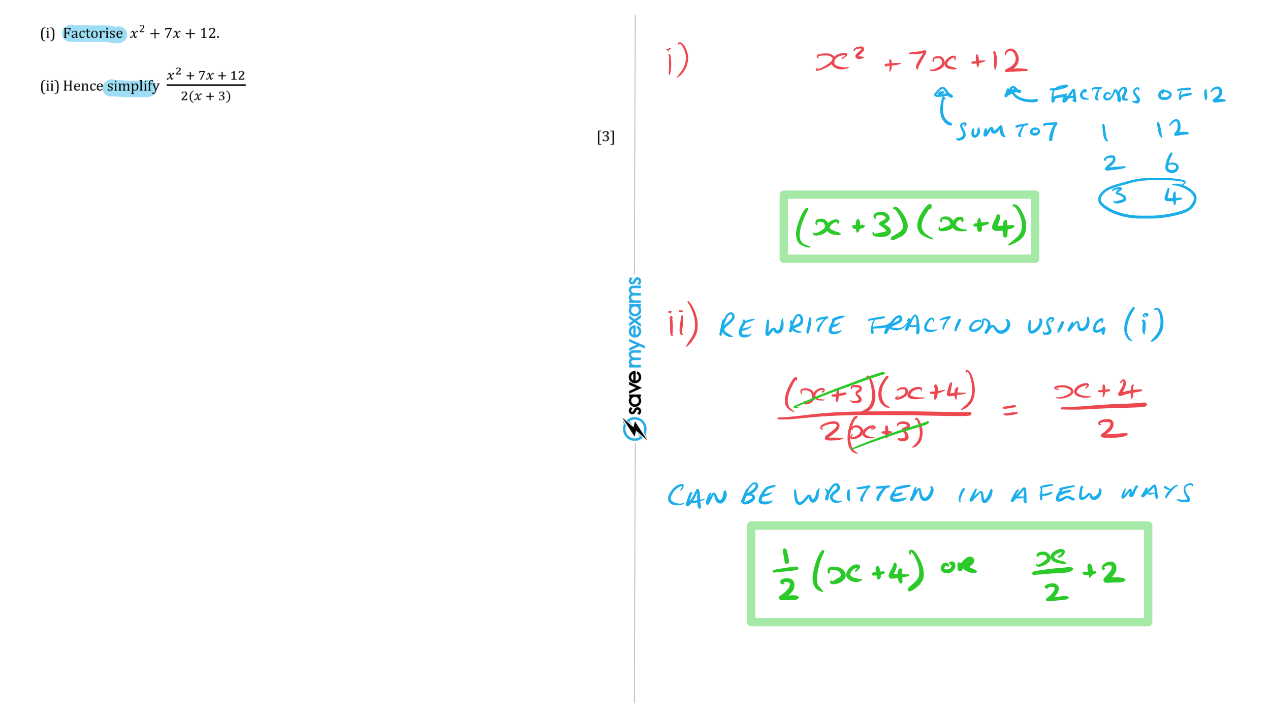 (i) Factorise x² + 7x + 12.
(ii) Hence simplify (x² + 7x + 12)/(2(x + 3))
[3]
save my exams
i) x² + 7x + 12
FACTORS OF 12
SUM TO 7
1 12
2 6
3 4
(x + 3)(x + 4)
ii) REWRITE FRACTION USING (i)
(x + 3)(x + 4)/2(x + 3) = x + 4/2
CAN BE WRITTEN IN A FEW WAYS
1/2 (x + 4) OR x/2 + 2